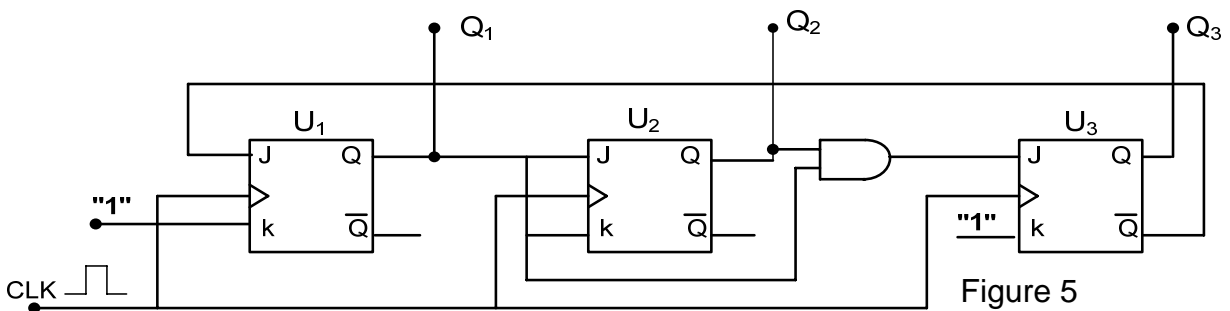 Q₁ Q₂ Q₃
U₁ U₂ U₃
J Q J Q J Q
"1" k Q̅ k Q̅ "1" k Q̅
CLK Figure 5